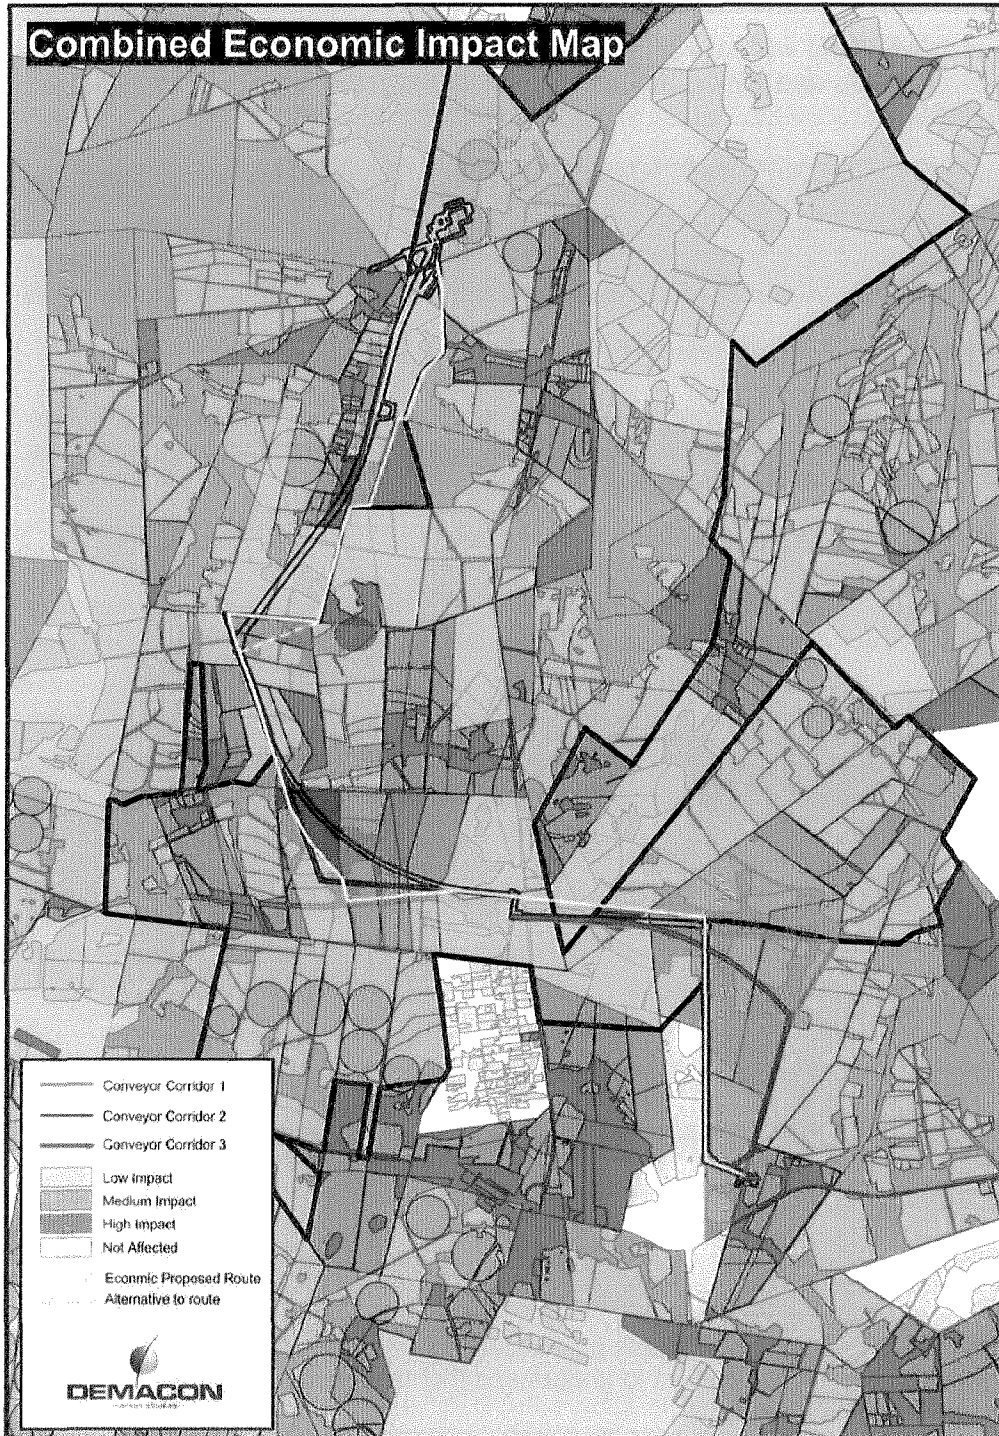 Combined Economic Impact Map
Conveyor Corridor 1
Conveyor Corridor 2
Conveyor Corridor 3
Low Impact
Medium Impact
High Impact
Not Affected
Econmic Proposed Route
Alternative to route
DEMACON